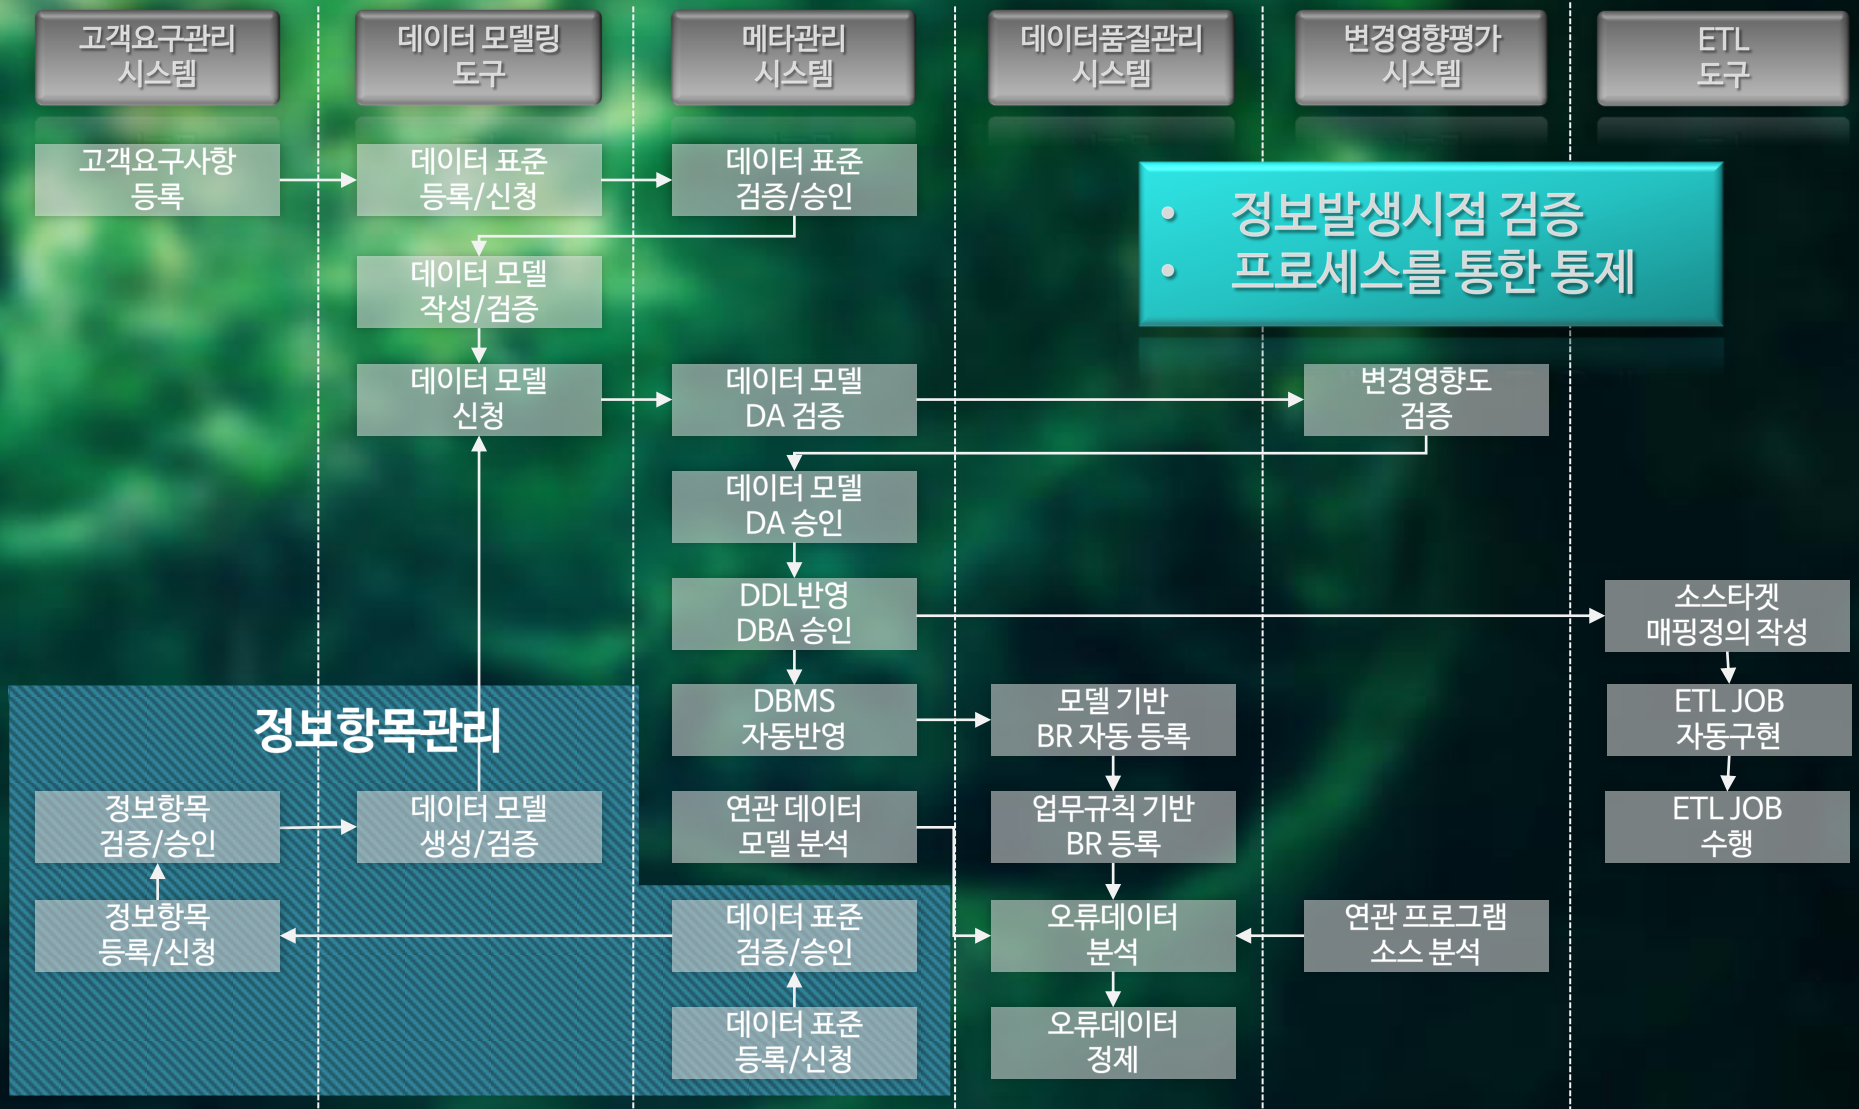 고객요구관리
시스템
데이터 모델링
도구
메타관리
시스템
데이터품질관리
시스템
변경영향평가
시스템
ETL
도구
고객요구사항
등록
데이터 표준
등록/신청
데이터 표준
검증/승인
• 정보발생시점 검증
• 프로세스를 통한 통제
데이터 모델
작성/검증
데이터 모델
신청
데이터 모델
DA 검증
변경영향도
검증
데이터 모델
DA 승인
DDL반영
DBA 승인
소스타겟
매핑정의 작성
정보항목관리
DBMS
자동반영
모델 기반
BR 자동 등록
ETL JOB
자동구현
정보항목
검증/승인
데이터 모델
생성/검증
연관 데이터
모델 분석
업무규칙 기반
BR 등록
ETL JOB
수행
정보항목
등록/신청
데이터 표준
검증/승인
오류데이터
분석
연관 프로그램
소스 분석
데이터 표준
등록/신청
오류데이터
정제